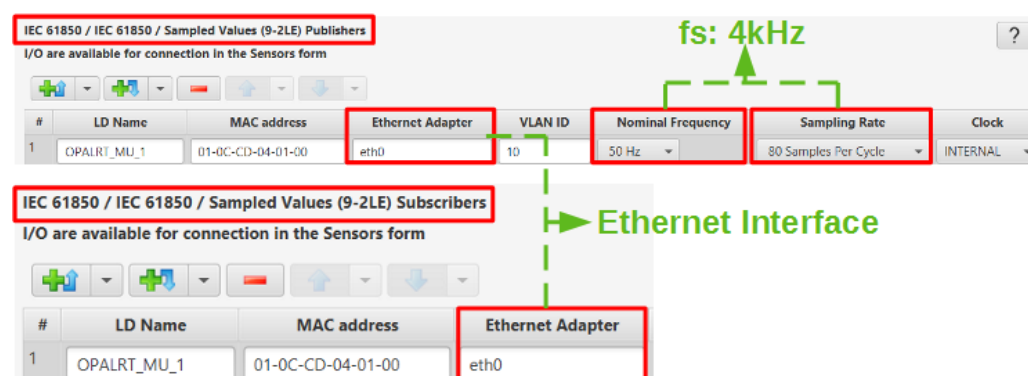 IEC 61850 / IEC 61850 / Sampled Values (9-2LE) Publishers
fs: 4kHz
?
I/O are available for connection in the Sensors form
# LD Name MAC address Ethernet Adapter VLAN ID Nominal Frequency Sampling Rate Clock
1 OPALRT_MU_1 01-0C-CD-04-01-00 eth0 10 50 Hz 80 Samples Per Cycle INTERNAL
IEC 61850 / IEC 61850 / Sampled Values (9-2LE) Subscribers
Ethernet Interface
I/O are available for connection in the Sensors form
# LD Name MAC address Ethernet Adapter
1 OPALRT_MU_1 01-0C-CD-04-01-00 eth0